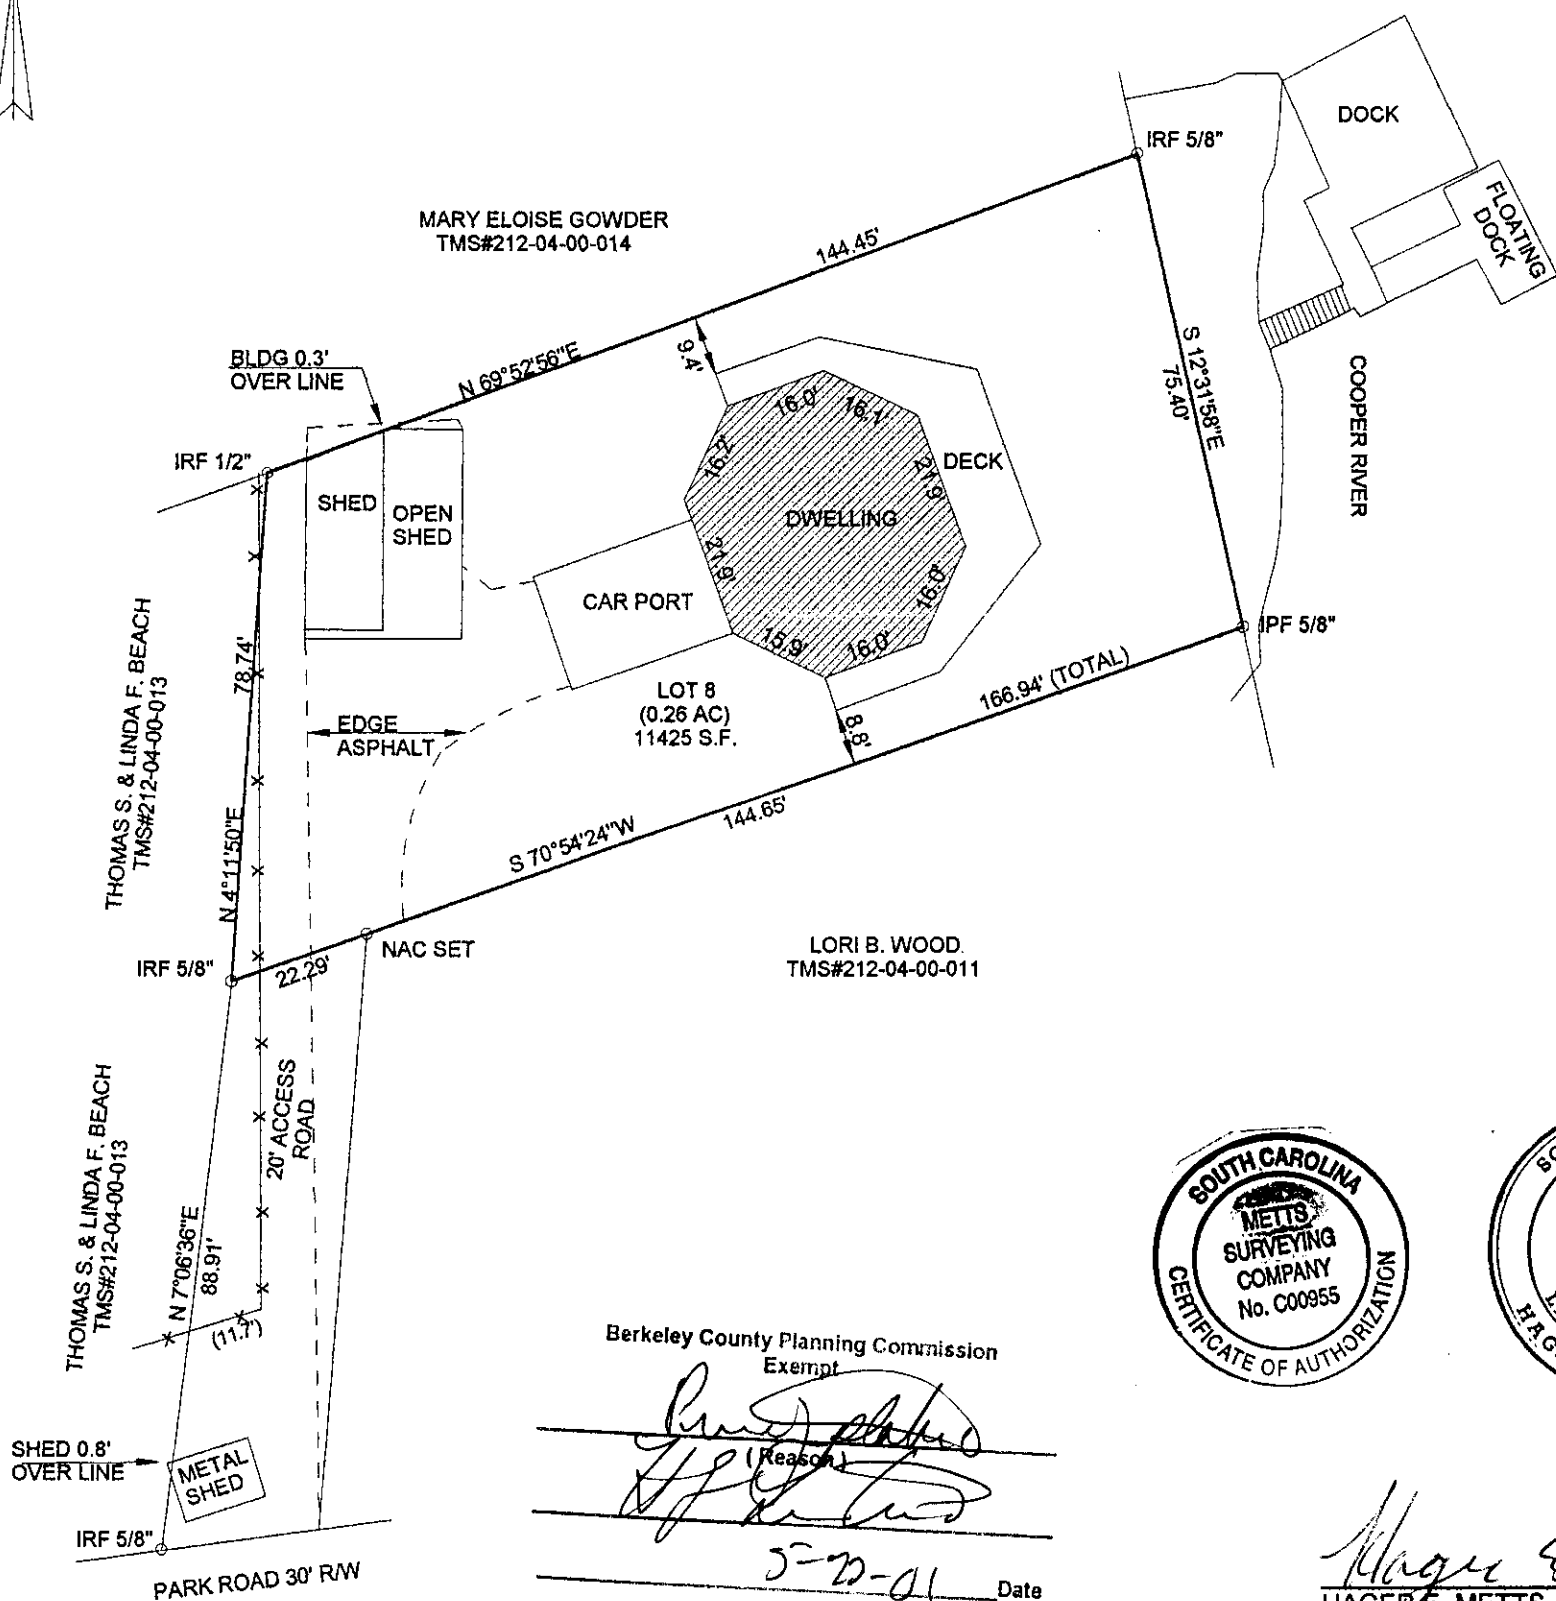 DOCK
IRF 5/8"
FLOATING
DOCK
MARY ELOISE GOWDER
TMS#212-04-00-014
144.45'
N 69°52'56"E
9.4'
S 12°31'58"E
75.40'
COOPER RIVER
BLDG 0.3'
OVER LINE
16.0'
16.1'
16.2'
21.9'
DECK
IRF 1/2"
SHED
OPEN
SHED
DWELLING
21.9'
16.0'
CAR PORT
15.9'
16.0'
IPF 5/8"
THOMAS S. & LINDA F. BEACH
TMS#212-04-00-013
78.74'
N 4°11'50"E
LOT 8
(0.26 AC)
11425 S.F.
166.94' (TOTAL)
8.8'
EDGE
ASPHALT
144.65'
S 70°54'24"W
NAC SET
LORI B. WOOD
TMS#212-04-00-011
IRF 5/8"
22.29'
20' ACCESS
ROAD
THOMAS S. & LINDA F. BEACH
TMS#212-04-00-013
N 7°06'36"E
88.91'
(11.7')
SOUTH CAROLINA
METTS
SURVEYING
COMPANY
No. C00955
CERTIFICATE OF AUTHORIZATION
Berkeley County Planning Commission
Exempt
(Reason)
SHED 0.8'
OVER LINE
METAL
SHED
IRF 5/8"
PARK ROAD 30' R/W
Date